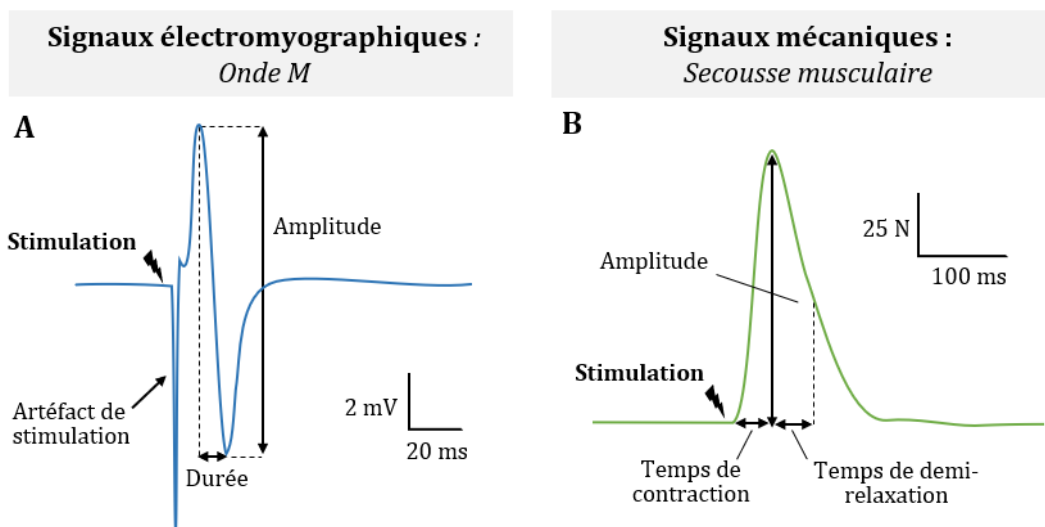 Signaux électromyographiques :
Onde M
A
Stimulation
Amplitude
Artéfact de
stimulation
Durée
2 mV
20 ms
Signaux mécaniques :
Secousse musculaire
B
25 N
100 ms
Amplitude
Stimulation
Temps de
contraction
Temps de demi-
relaxation